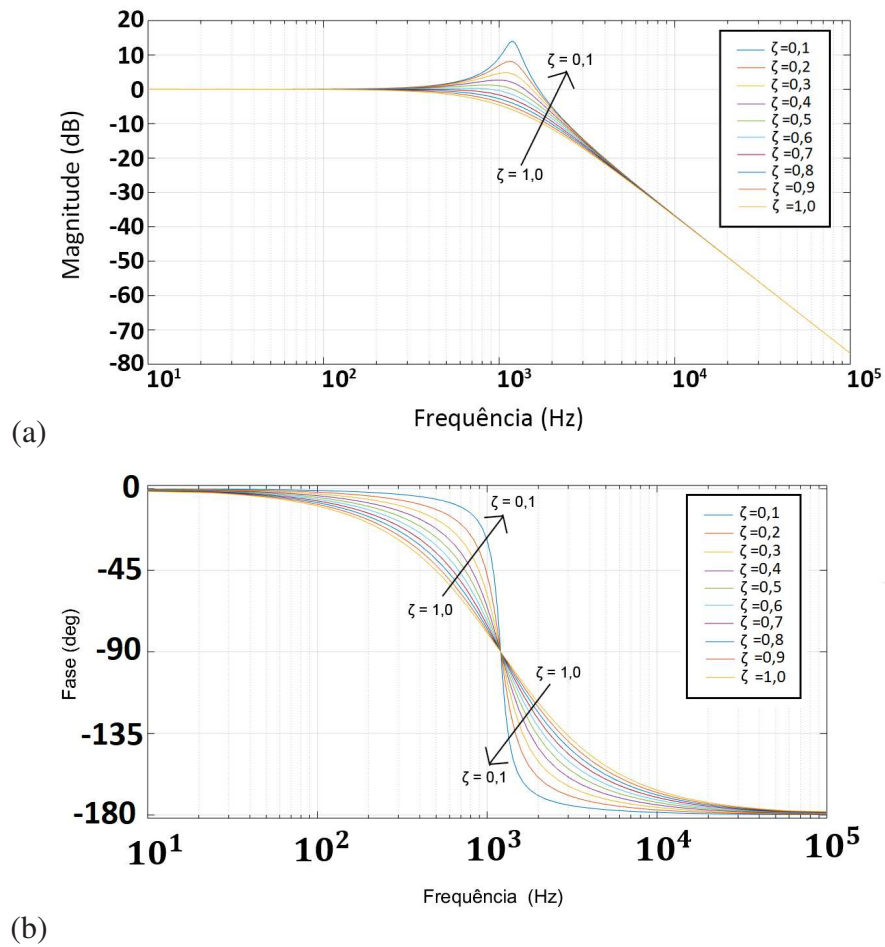 20
10
0
-10
-20
-30
-40
-50
-60
-70
-80
Magnitude (dB)
ζ = 0,1
ζ = 1,0
ζ =0,1
ζ =0,2
ζ =0,3
ζ =0,4
ζ =0,5
ζ =0,6
ζ =0,7
ζ =0,8
ζ =0,9
ζ =1,0
10¹ 10² 10³ 10⁴ 10⁵
Frequência (Hz)
(a)
0
-45
-90
-135
-180
Fase (deg)
ζ = 0,1
ζ = 1,0
ζ = 1,0
ζ = 0,1
ζ =0,1
ζ =0,2
ζ =0,3
ζ =0,4
ζ =0,5
ζ =0,6
ζ =0,7
ζ =0,8
ζ =0,9
ζ =1,0
10¹ 10² 10³ 10⁴ 10⁵
Frequência (Hz)
(b)